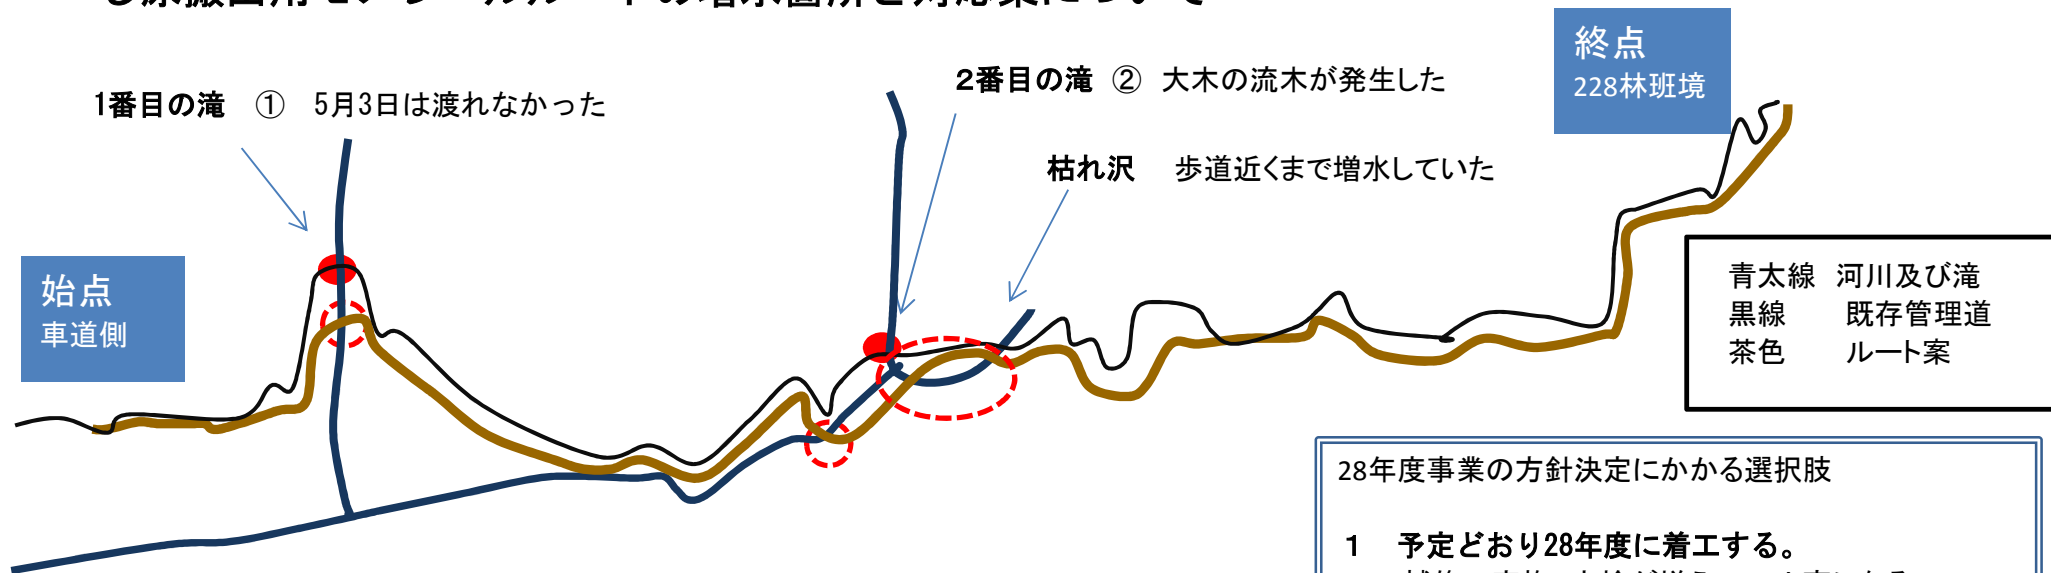 1番目の滝 ① 5月3日は渡れなかった
2番目の滝 ② 大木の流木が発生した
枯れ沢 歩道近くまで増水していた
終点
228林班境
始点
車道側
青太線 河川及び滝
黒線 既存管理道
茶色 ルート案
28年度事業の方針決定にかかる選択肢
1 予定どおり28年度に着工する。